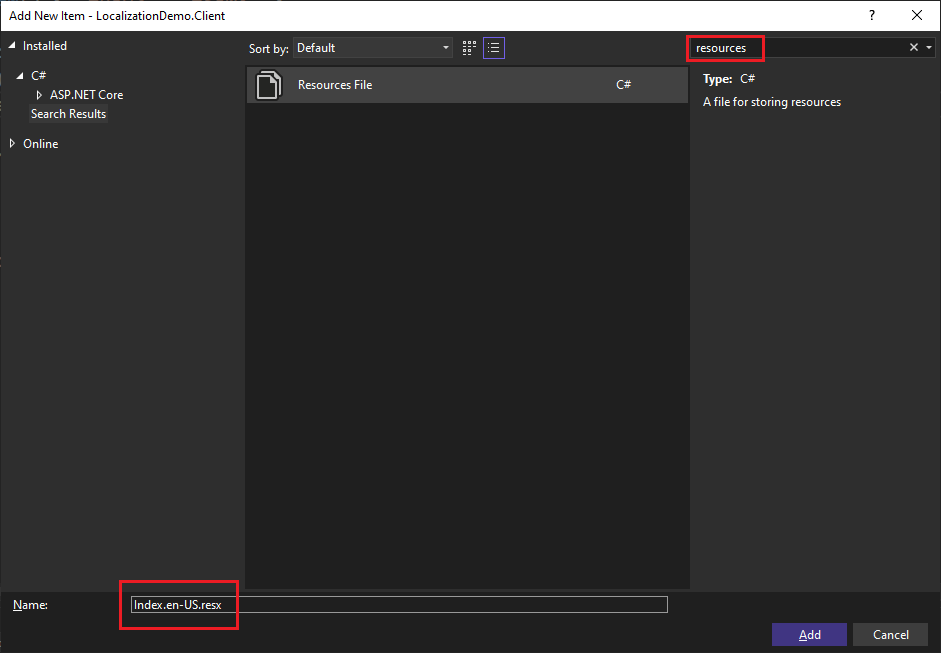 Add New Item - LocalizationDemo.Client
?
Installed
Sort by: Default
resources
C#
ASP.NET Core
Search Results
Online
Resources File C#
Type: C#
A file for storing resources
Name: Index.en-US.resx
Add Cancel